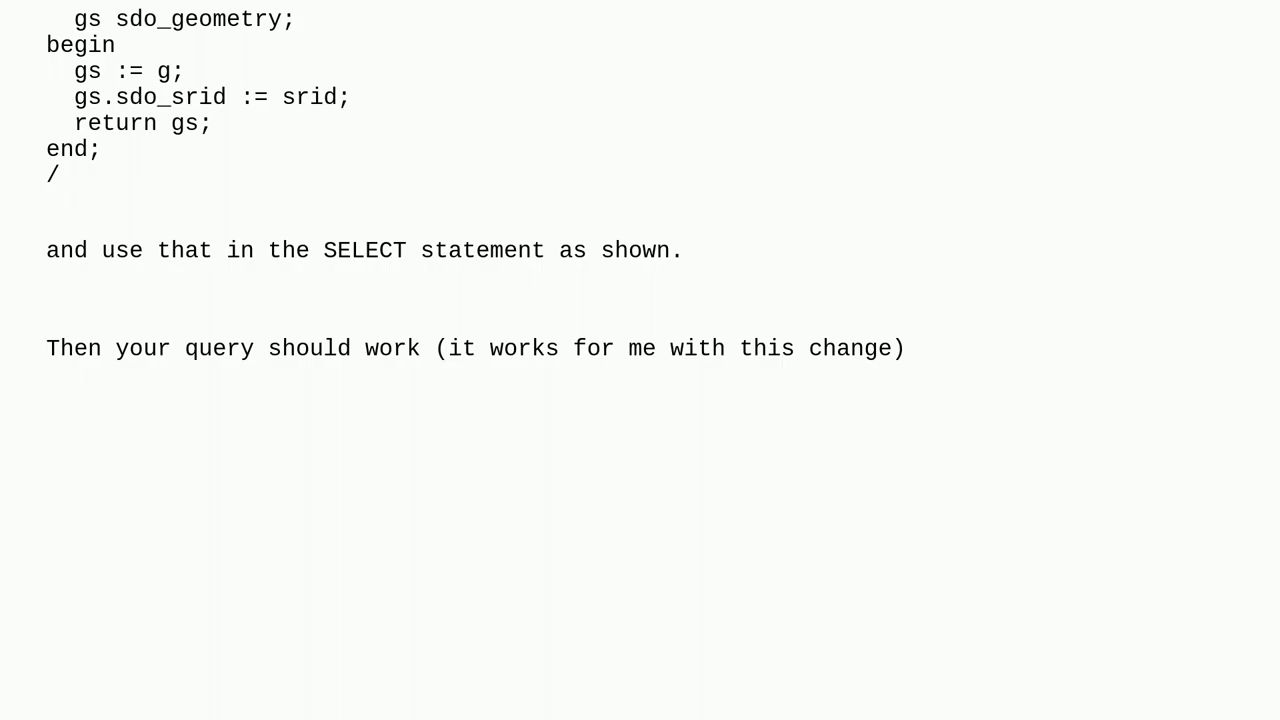 gs sdo_geometry;
begin
gs := g;
gs.sdo_srid := srid;
return gs;
end;
/
and use that in the SELECT statement as shown.
Then your query should work (it works for me with this change)